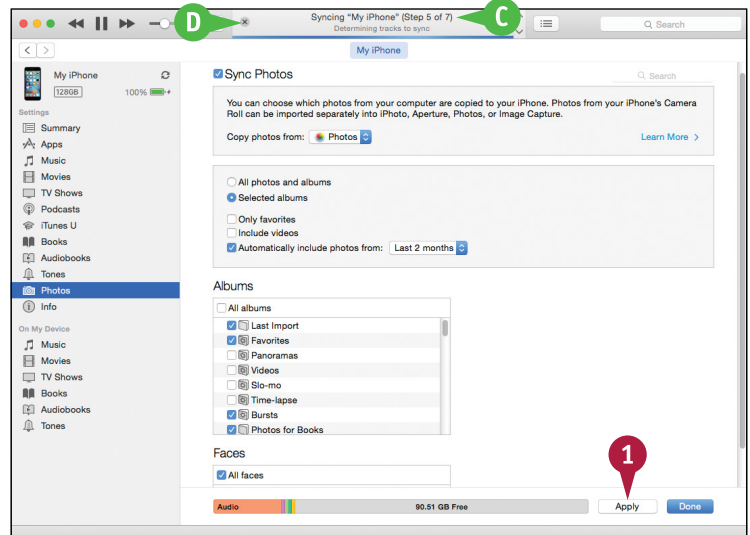 D
Syncing “My iPhone” (Step 5 of 7)
Determining tracks to sync
C
Search
My iPhone
My iPhone
128GB
100%
Settings
Summary
Apps
Music
Movies
TV Shows
Podcasts
iTunes U
Books
Audiobooks
Tones
Photos
Info
On My Device
Music
Movies
TV Shows
Books
Audiobooks
Tones
Sync Photos
Search
You can choose which photos from your computer are copied to your iPhone. Photos from your iPhone's Camera
Roll can be imported separately into iPhoto, Aperture, Photos, or Image Capture.
Copy photos from: Photos
Learn More >
All photos and albums
Selected albums
Only favorites
Include videos
Automatically include photos from: Last 2 months
Albums
All albums
Last Import
Favorites
Panoramas
Videos
Slo-mo
Time-lapse
Bursts
Photos for Books
Faces
All faces
1
Audio
90.51 GB Free
Apply
Done